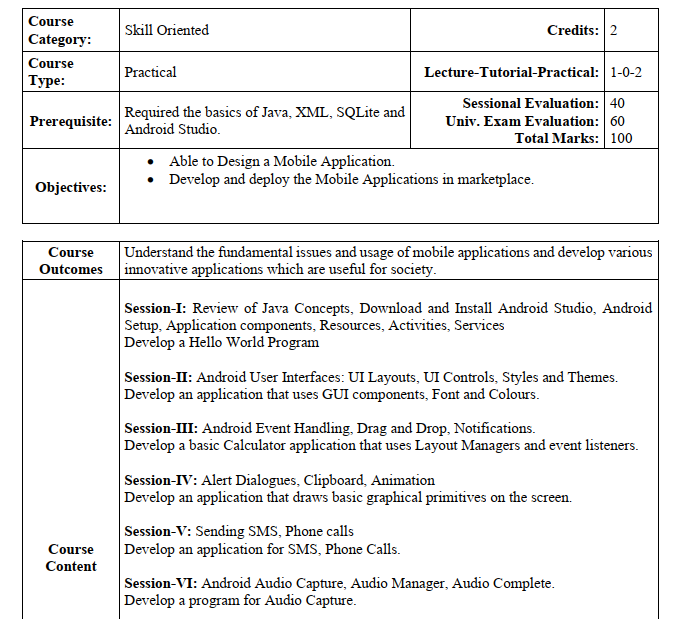 Course Category:
Skill Oriented
Credits: 2
Course Type:
Practical
Lecture-Tutorial-Practical: 1-0-2
Prerequisite:
Required the basics of Java, XML, SQLite and
Android Studio.
Sessional Evaluation: 40
Univ. Exam Evaluation: 60
Total Marks: 100
Objectives:
• Able to Design a Mobile Application.
• Develop and deploy the Mobile Applications in marketplace.
Course
Outcomes
Understand the fundamental issues and usage of mobile applications and develop various
innovative applications which are useful for society.
Course
Content
Session-I: Review of Java Concepts, Download and Install Android Studio, Android
Setup, Application components, Resources, Activities, Services
Develop a Hello World Program
Session-II: Android User Interfaces: UI Layouts, UI Controls, Styles and Themes.
Develop an application that uses GUI components, Font and Colours.
Session-III: Android Event Handling, Drag and Drop, Notifications.
Develop a basic Calculator application that uses Layout Managers and event listeners.
Session-IV: Alert Dialogues, Clipboard, Animation
Develop an application that draws basic graphical primitives on the screen.
Session-V: Sending SMS, Phone calls
Develop an application for SMS, Phone Calls.
Session-VI: Android Audio Capture, Audio Manager, Audio Complete.
Develop a program for Audio Capture.